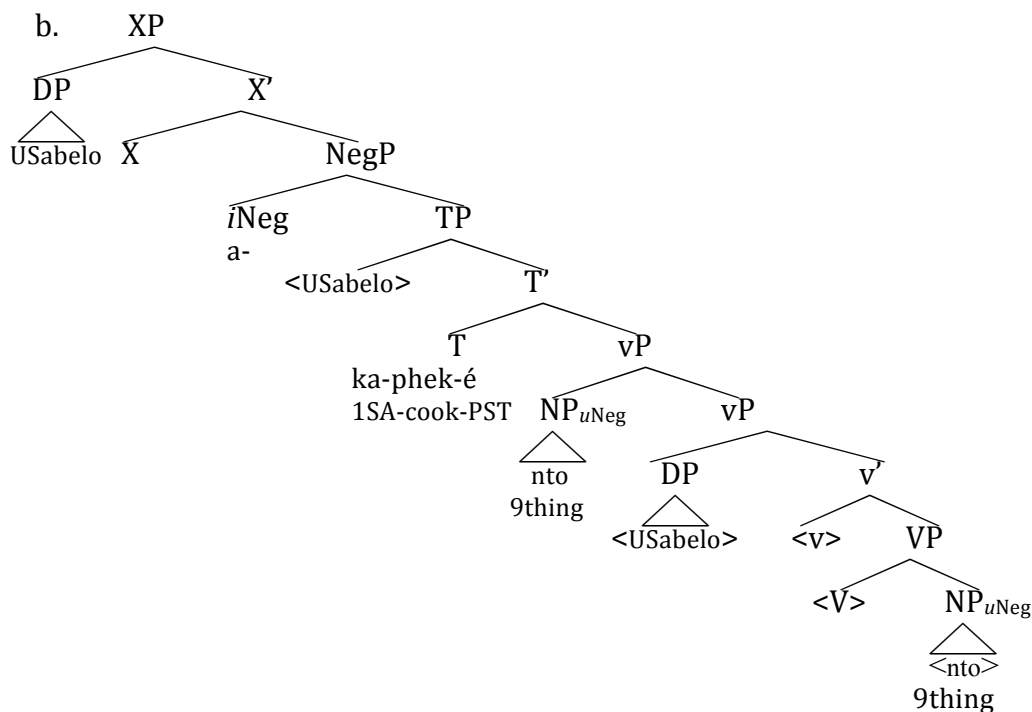 b. XP
DP X’
USabelo X NegP
iNeg TP
a-
<USabelo> T’
T vP
ka-phek-é
1SA-cook-PST NPuNeg vP
nto DP v’
9thing
<USabelo> <v> VP
<V> NPuNeg
<nto>
9thing